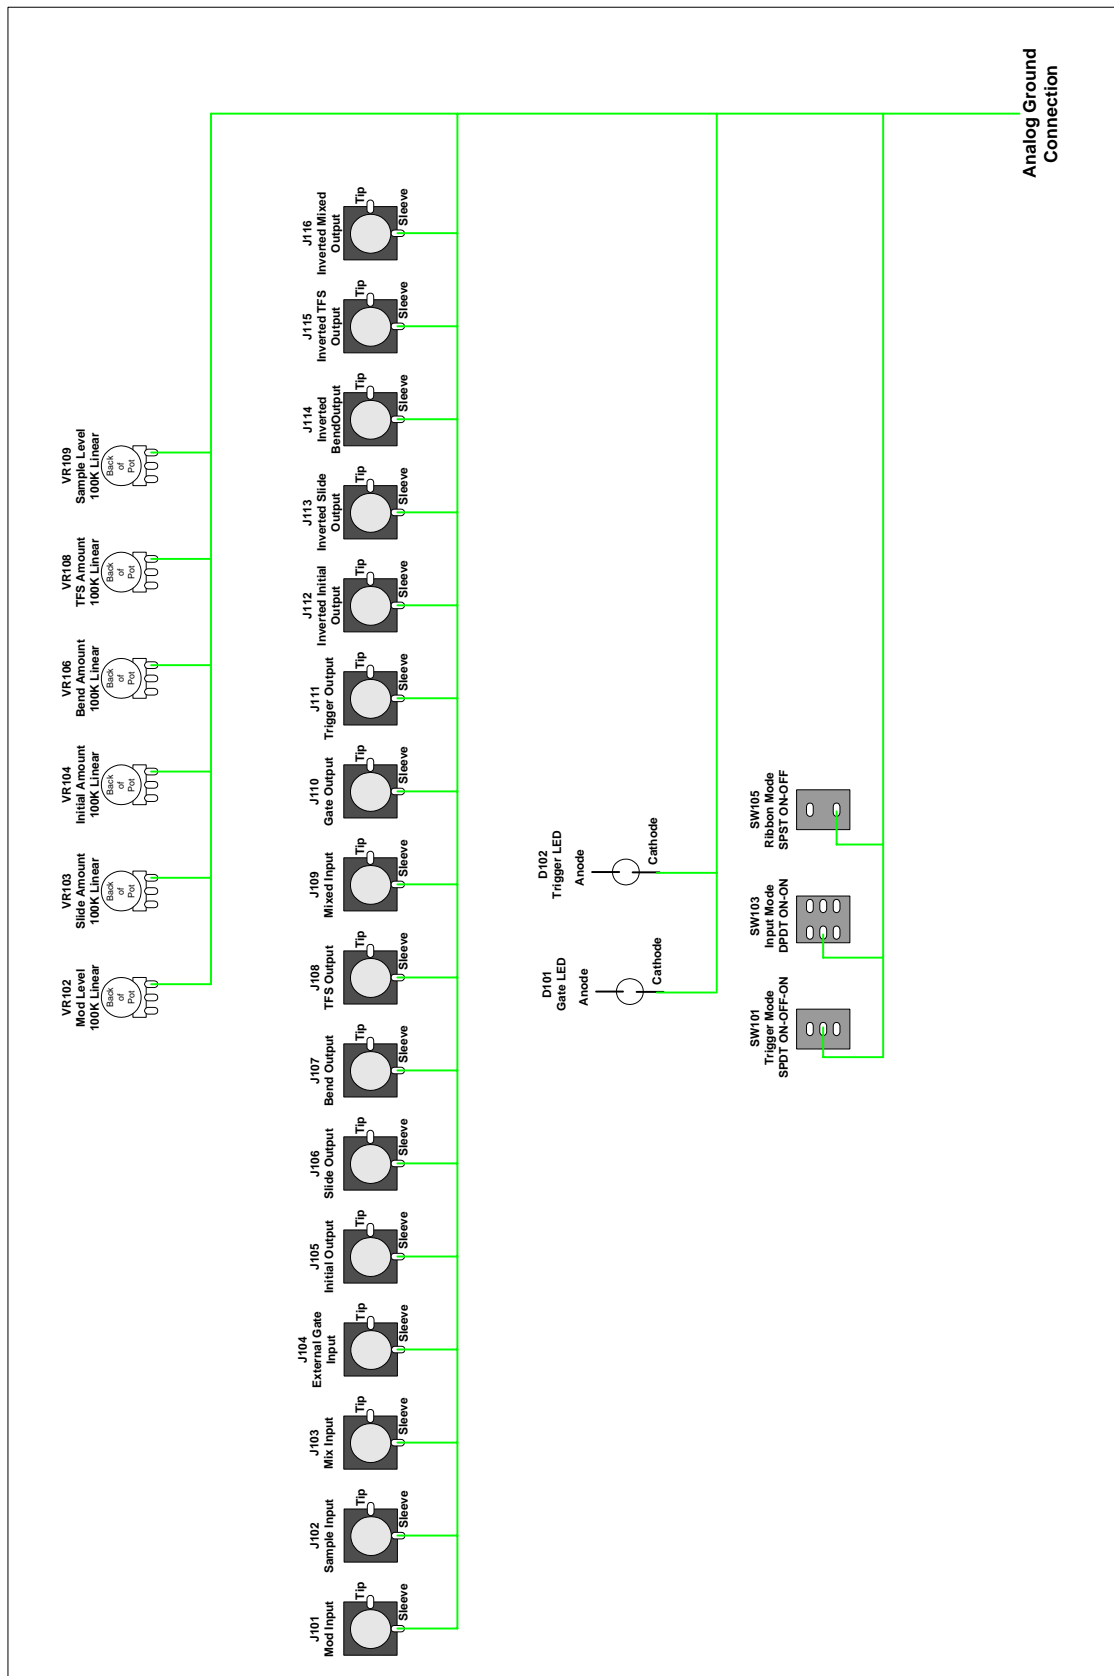 VR102
Mod Level
100K Linear
Back
of
Pot
VR103
Slide Amount
100K Linear
Back
of
Pot
VR104
Initial Amount
100K Linear
Back
of
Pot
VR106
Bend Amount
100K Linear
Back
of
Pot
VR108
TFS Amount
100K Linear
Back
of
Pot
VR109
Sample Level
100K Linear
Back
of
Pot
J101
Mod Input
Tip
Sleeve
J102
Sample Input
Tip
Sleeve
J103
Mix Input
Tip
Sleeve
J104
External Gate
Input
Tip
Sleeve
J105
Initial Output
Tip
Sleeve
J106
Slide Output
Tip
Sleeve
J107
Bend Output
Tip
Sleeve
J108
TFS Output
Tip
Sleeve
J109
Mixed Input
Tip
Sleeve
J110
Gate Output
Tip
Sleeve
J111
Trigger Output
Tip
Sleeve
J112
Inverted Initial
Output
Tip
Sleeve
J113
Inverted Slide
Output
Tip
Sleeve
J114
Inverted
BendOutput
Tip
Sleeve
J115
Inverted TFS
Output
Tip
Sleeve
J116
Inverted Mixed
Output
Tip
Sleeve
D101
Gate LED
Anode
Cathode
D102
Trigger LED
Anode
Cathode
SW101
Trigger Mode
SPDT ON-OFF-ON
SW103
Input Mode
DPDT ON-ON
SW105
Ribbon Mode
SPST ON-OFF
Analog Ground
Connection